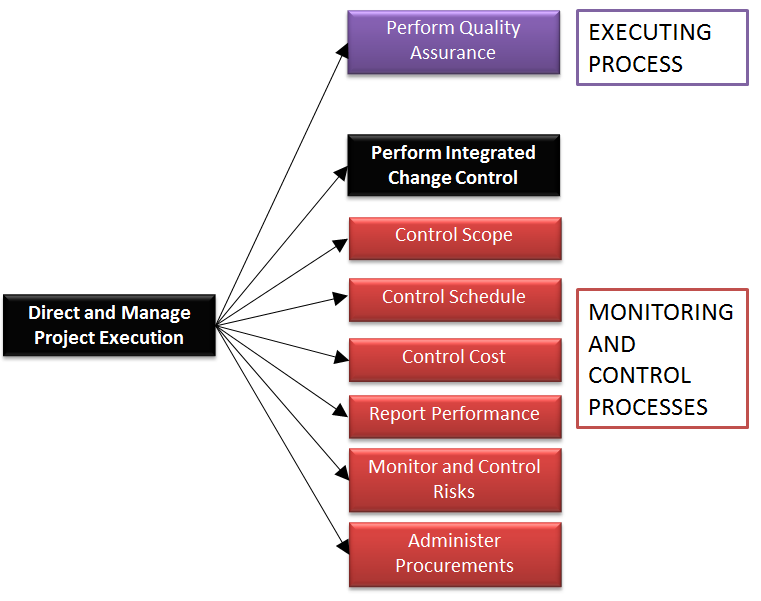 Perform Quality
Assurance
EXECUTING
PROCESS
Perform Integrated
Change Control
Control Scope
Direct and Manage
Project Execution
Control Schedule
Control Cost
Report Performance
Monitor and Control
Risks
Administer
Procurements
MONITORING
AND
CONTROL
PROCESSES